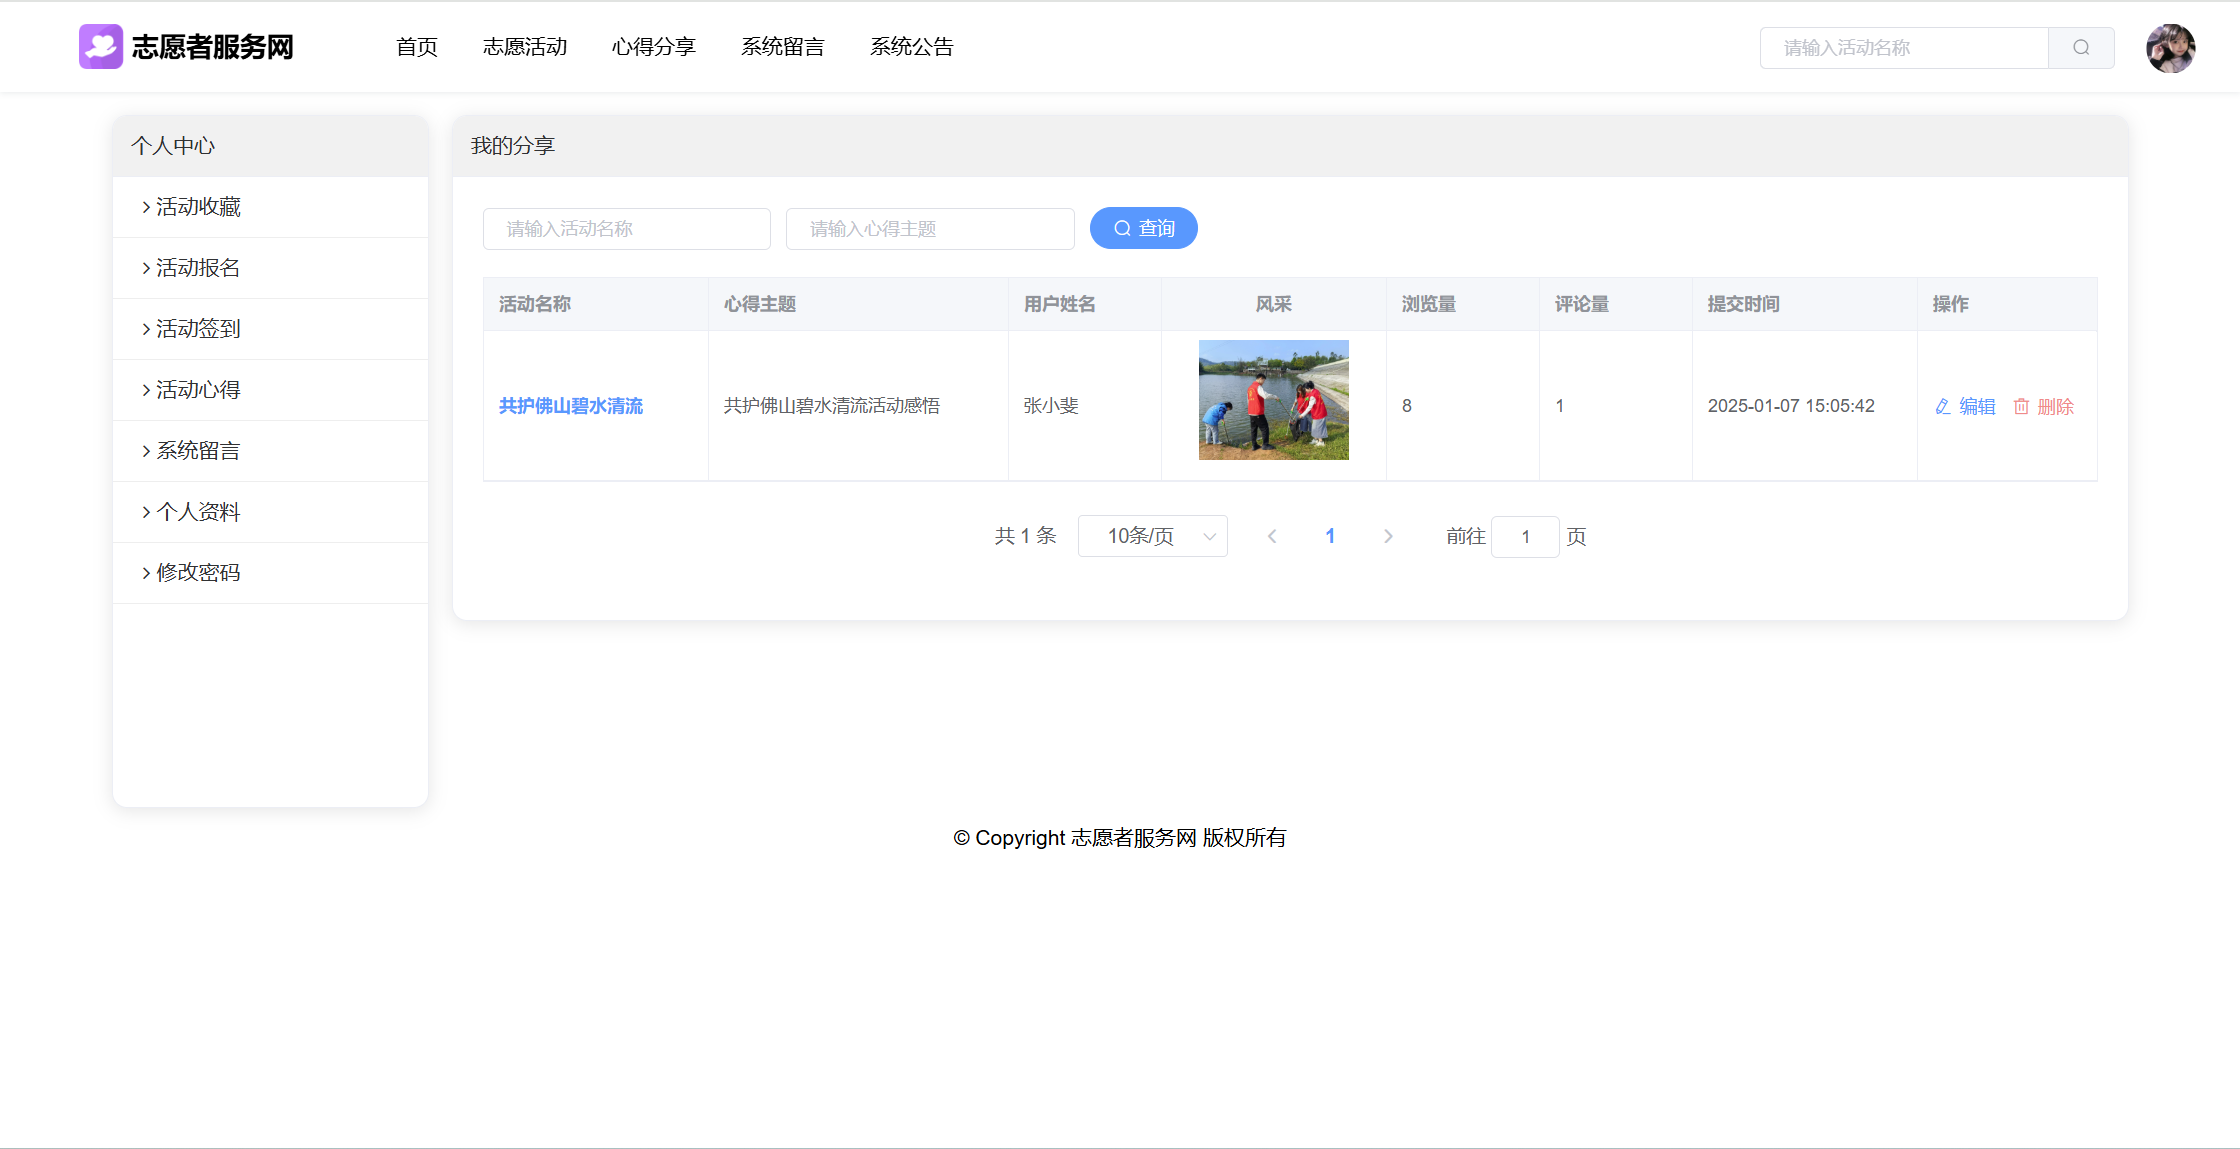 志愿者服务网
首页 志愿活动 心得分享 系统留言 系统公告
请输入活动名称
个人中心
活动收藏
活动报名
活动签到
活动心得
系统留言
个人资料
修改密码
我的分享
请输入活动名称 请输入心得主题 查询
活动名称 心得主题 用户姓名 风采 浏览量 评论量 提交时间 操作
共护佛山碧水清流 共护佛山碧水清流活动感悟 张小斐 8 1 2025-01-07 15:05:42 编辑 删除
共 1 条 10条/页 1 前往 1 页
© Copyright 志愿者服务网 版权所有